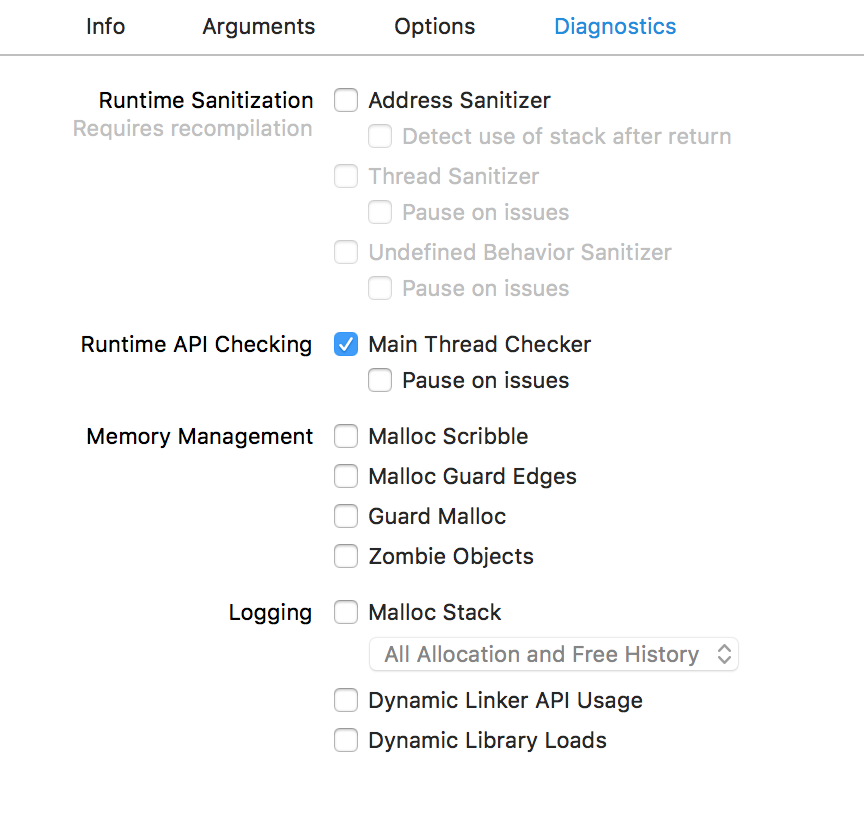 Info Arguments Options Diagnostics
Runtime Sanitization Address Sanitizer
Requires recompilation
Detect use of stack after return
Thread Sanitizer
Pause on issues
Undefined Behavior Sanitizer
Pause on issues
Runtime API Checking Main Thread Checker
Pause on issues
Memory Management Malloc Scribble
Malloc Guard Edges
Guard Malloc
Zombie Objects
Logging Malloc Stack
All Allocation and Free History
Dynamic Linker API Usage
Dynamic Library Loads